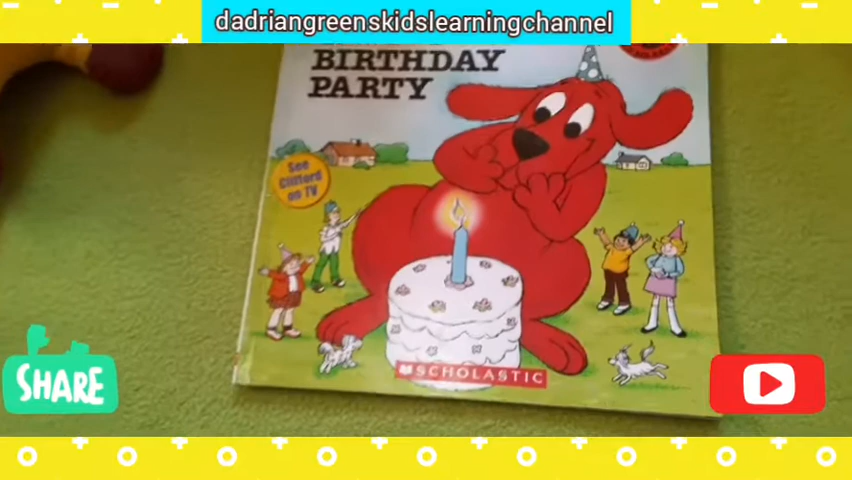 dadriangreenskidslearningchannel
BIRTHDAY
PARTY
See
Clifford
on TV
SHARE
SCHOLASTIC